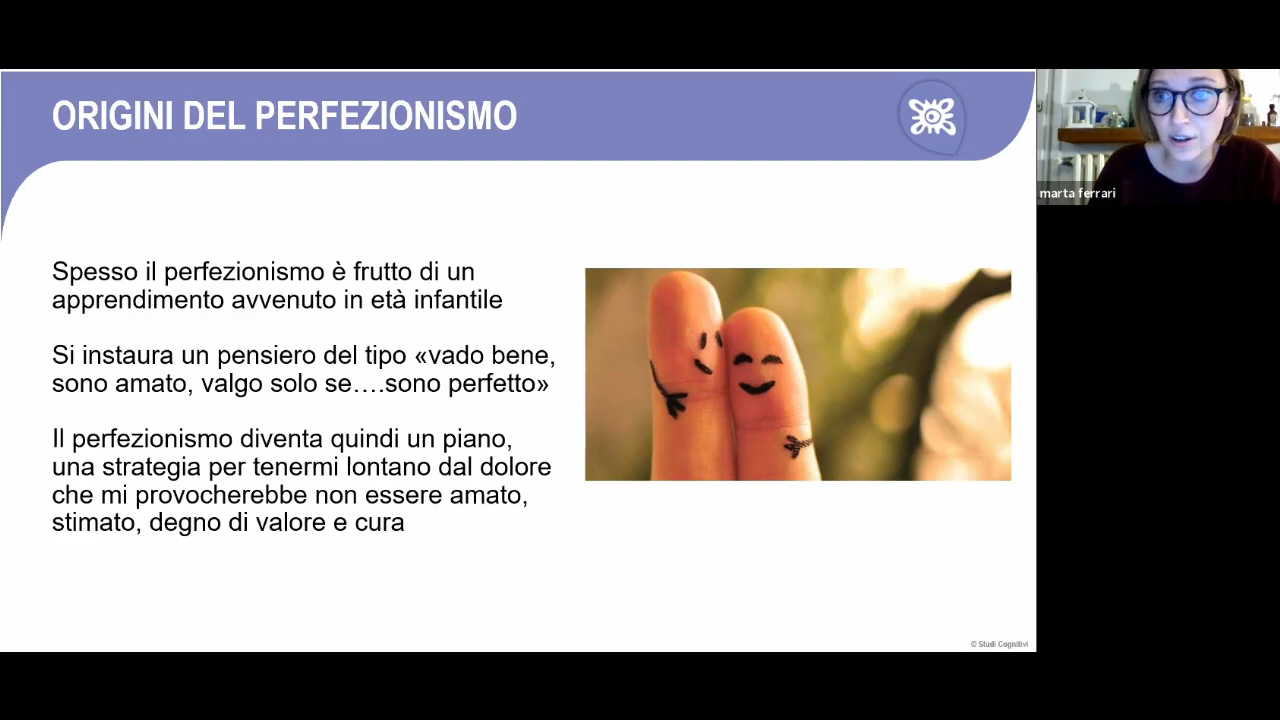 ORIGINI DEL PERFEZIONISMO
marta ferrari
Spesso il perfezionismo è frutto di un
apprendimento avvenuto in età infantile
Si instaura un pensiero del tipo «vado bene,
sono amato, valgo solo se….sono perfetto»
Il perfezionismo diventa quindi un piano,
una strategia per tenermi lontano dal dolore
che mi provocherebbe non essere amato,
stimato, degno di valore e cura
© Studi Cognitivi